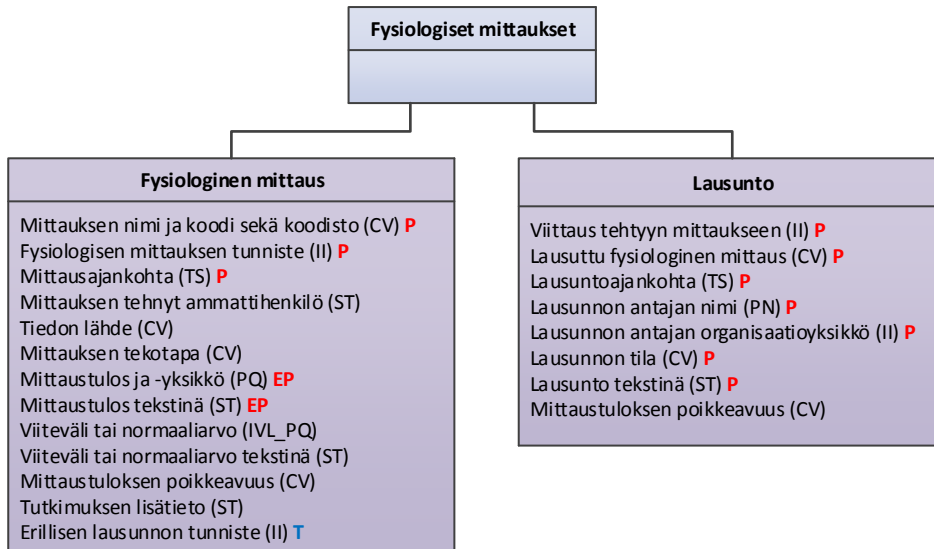 Fysiologiset mittaukset
Fysiologinen mittaus
Mittauksen nimi ja koodi sekä koodisto (CV) P
Fysiologisen mittauksen tunniste (II) P
Mittausajankohta (TS) P
Mittauksen tehnyt ammattihenkilö (ST)
Tiedon lähde (CV)
Mittauksen tekotapa (CV)
Mittaustulos ja -yksikkö (PQ) EP
Mittaustulos tekstinä (ST) EP
Viiteväli tai normaaliarvo (IVL_PQ)
Viiteväli tai normaaliarvo tekstinä (ST)
Mittaustuloksen poikkeavuus (CV)
Tutkimuksen lisätieto (ST)
Erillisen lausunnon tunniste (II) T
Lausunto
Viittaus tehtyyn mittaukseen (II) P
Lausuttu fysiologinen mittaus (CV) P
Lausuntoajankohta (TS) P
Lausunnon antajan nimi (PN) P
Lausunnon antajan organisaatioyksikkö (II) P
Lausunnon tila (CV) P
Lausunto tekstinä (ST) P
Mittaustuloksen poikkeavuus (CV)